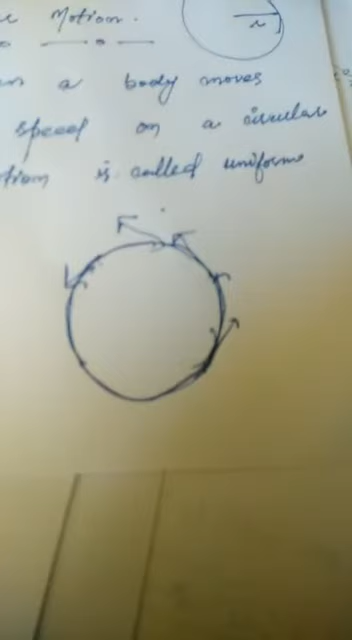 Motion.
r
a body moves
speed on a circular
is called uniform